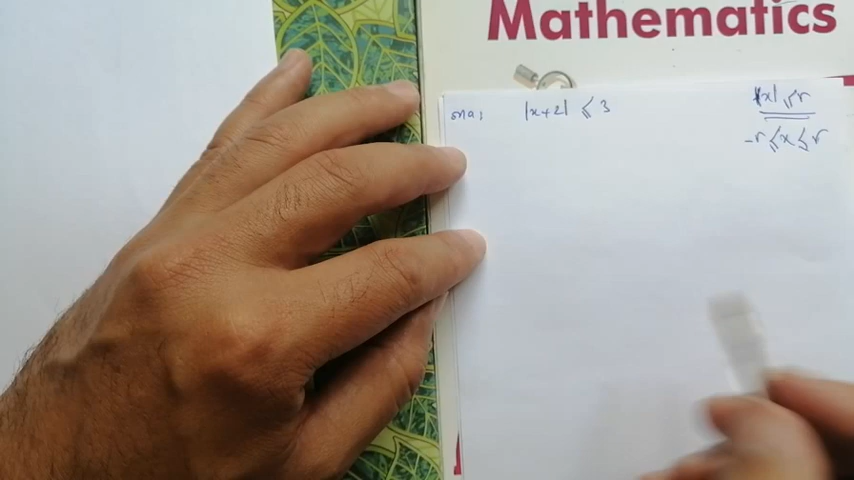 Mathematics
|x+2| ⩽ 3
|x| ⩽ r
-r ⩽ x ⩽ r